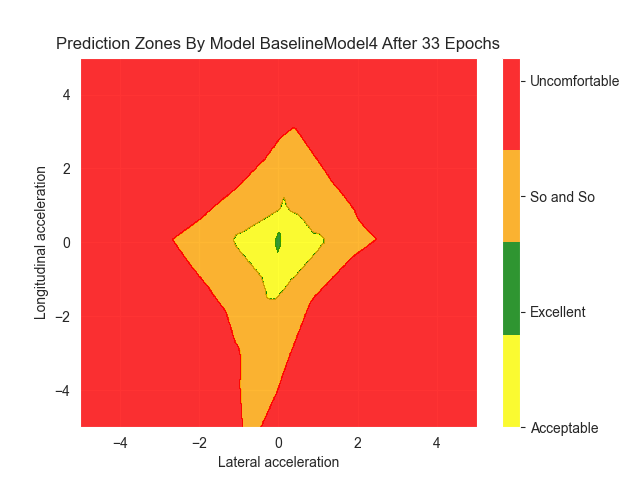 Prediction Zones By Model BaselineModel4 After 33 Epochs
Uncomfortable
So and So
Excellent
Acceptable
4
2
0
−2
−4
Longitudinal acceleration
−4
−2
0
2
4
Lateral acceleration